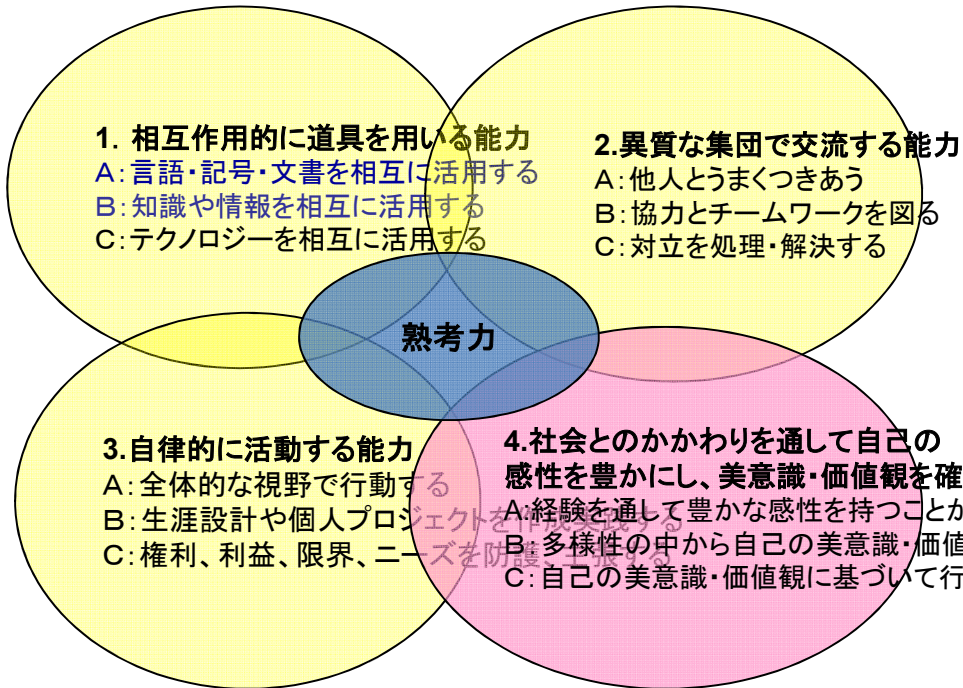 1. 相互作用的に道具を用いる能力
A:言語・記号・文書を相互に活用する
B:知識や情報を相互に活用する
C:テクノロジーを相互に活用する
2.異質な集団で交流する能力
A:他人とうまくつきあう
B:協力とチームワークを図る
C:対立を処理・解決する
熟考力
3.自律的に活動する能力
A:全体的な視野で行動する
B:生涯設計や個人プロジェクトを作成実践する
C:権利、利益、限界、ニーズを防護、主張する
4.社会とのかかわりを通して自己の
感性を豊かにし、美意識・価値観を確
A:経験を通して豊かな感性を持つことが
B:多様性の中から自己の美意識・価値
C:自己の美意識・価値観に基づいて行